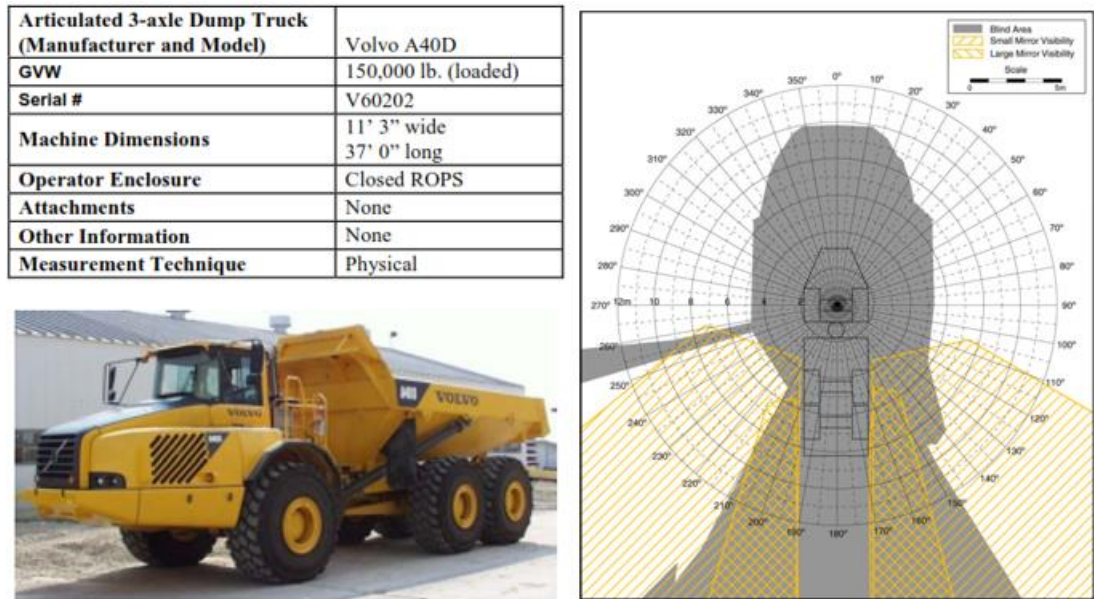 Articulated 3-axle Dump Truck
(Manufacturer and Model) Volvo A40D
GVW 150,000 lb. (loaded)
Serial # V60202
Machine Dimensions 11' 3” wide
37' 0” long
Operator Enclosure Closed ROPS
Attachments None
Other Information None
Measurement Technique Physical
VOLVO
VOLVO
Blind Area
Small Mirror Visibility
Large Mirror Visibility
Scale
0 5m
350° 0° 10°
340° 20°
330° 30°
320° 40°
310° 50°
300° 60°
290° 70°
280° 80°
270° 12m 10 8 6 4 2 90°
260° 100°
250° 110°
240° 120°
230° 130°
220° 140°
210° 150°
200° 160°
190° 180° 170°